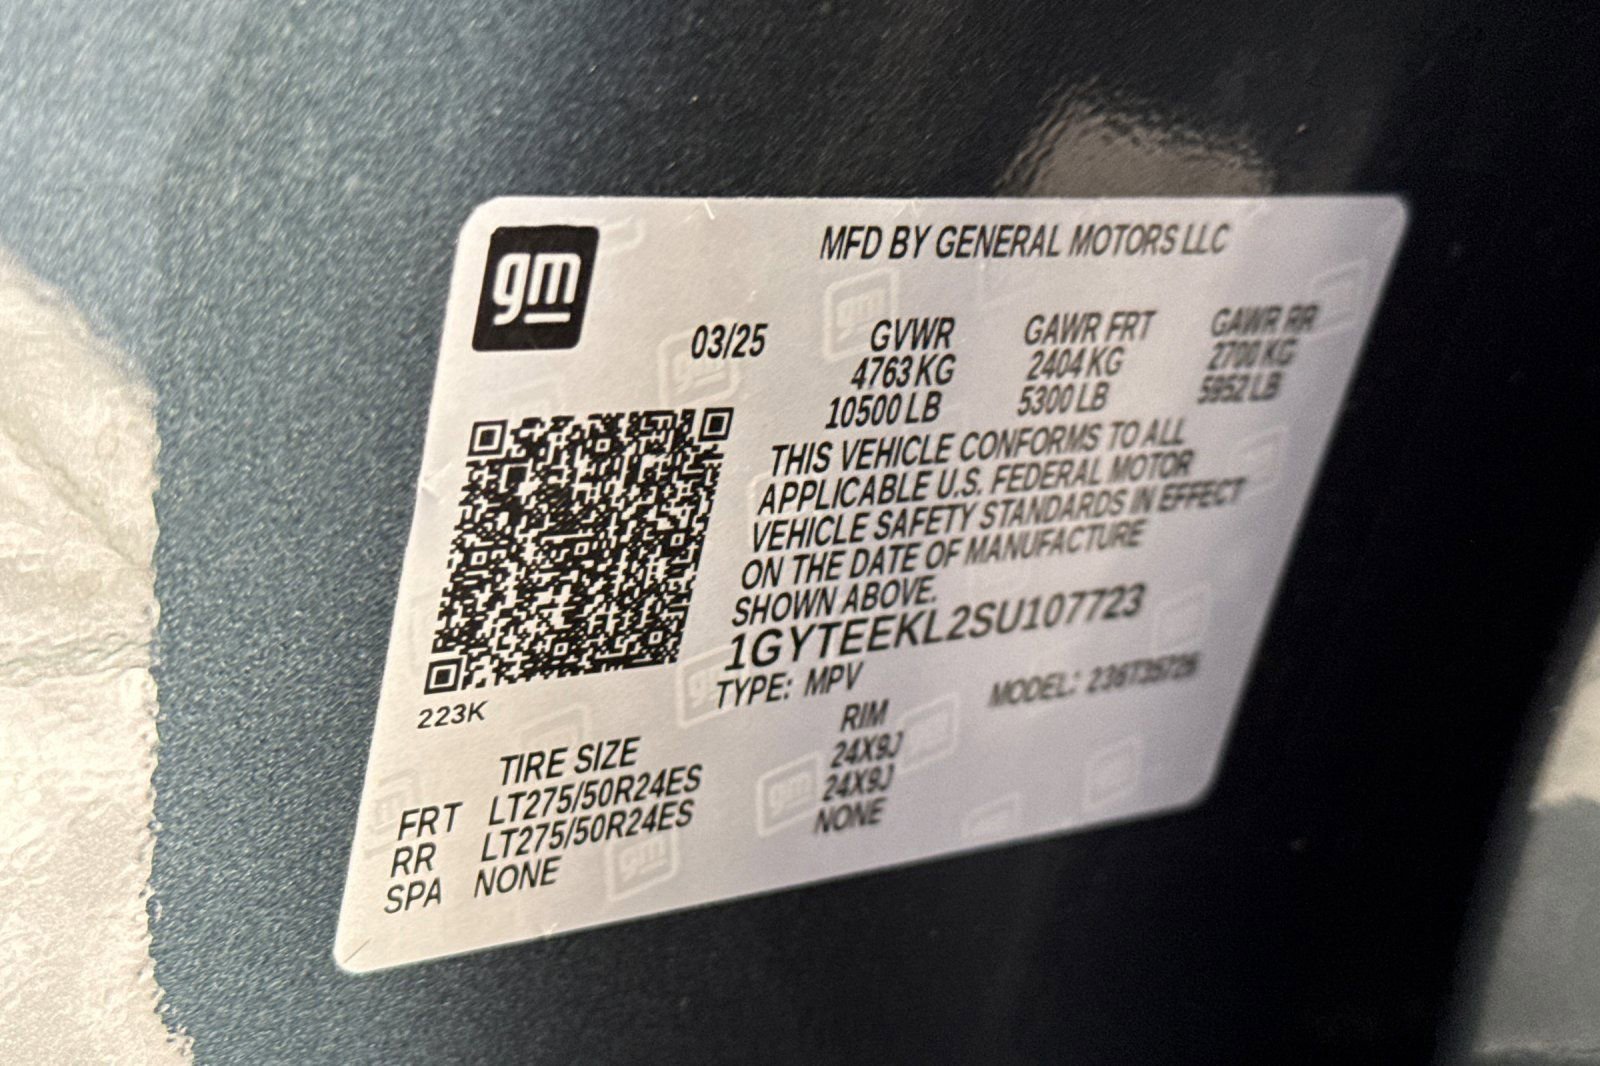 gm
MFD BY GENERAL MOTORS LLC
03/25 GVWR GAWR FRT GAWR RR
4763 KG 2404 KG 2700 KG
10500 LB 5300 LB 5952 LB
THIS VEHICLE CONFORMS TO ALL
APPLICABLE U.S. FEDERAL MOTOR
VEHICLE SAFETY STANDARDS IN EFFECT
ON THE DATE OF MANUFACTURE
SHOWN ABOVE.
1GYTEEKL2SU107723
TYPE: MPV MODEL:
223K
TIRE SIZE RIM
FRT LT275/50R24ES 24X9J
RR LT275/50R24ES 24X9J
SPA NONE NONE